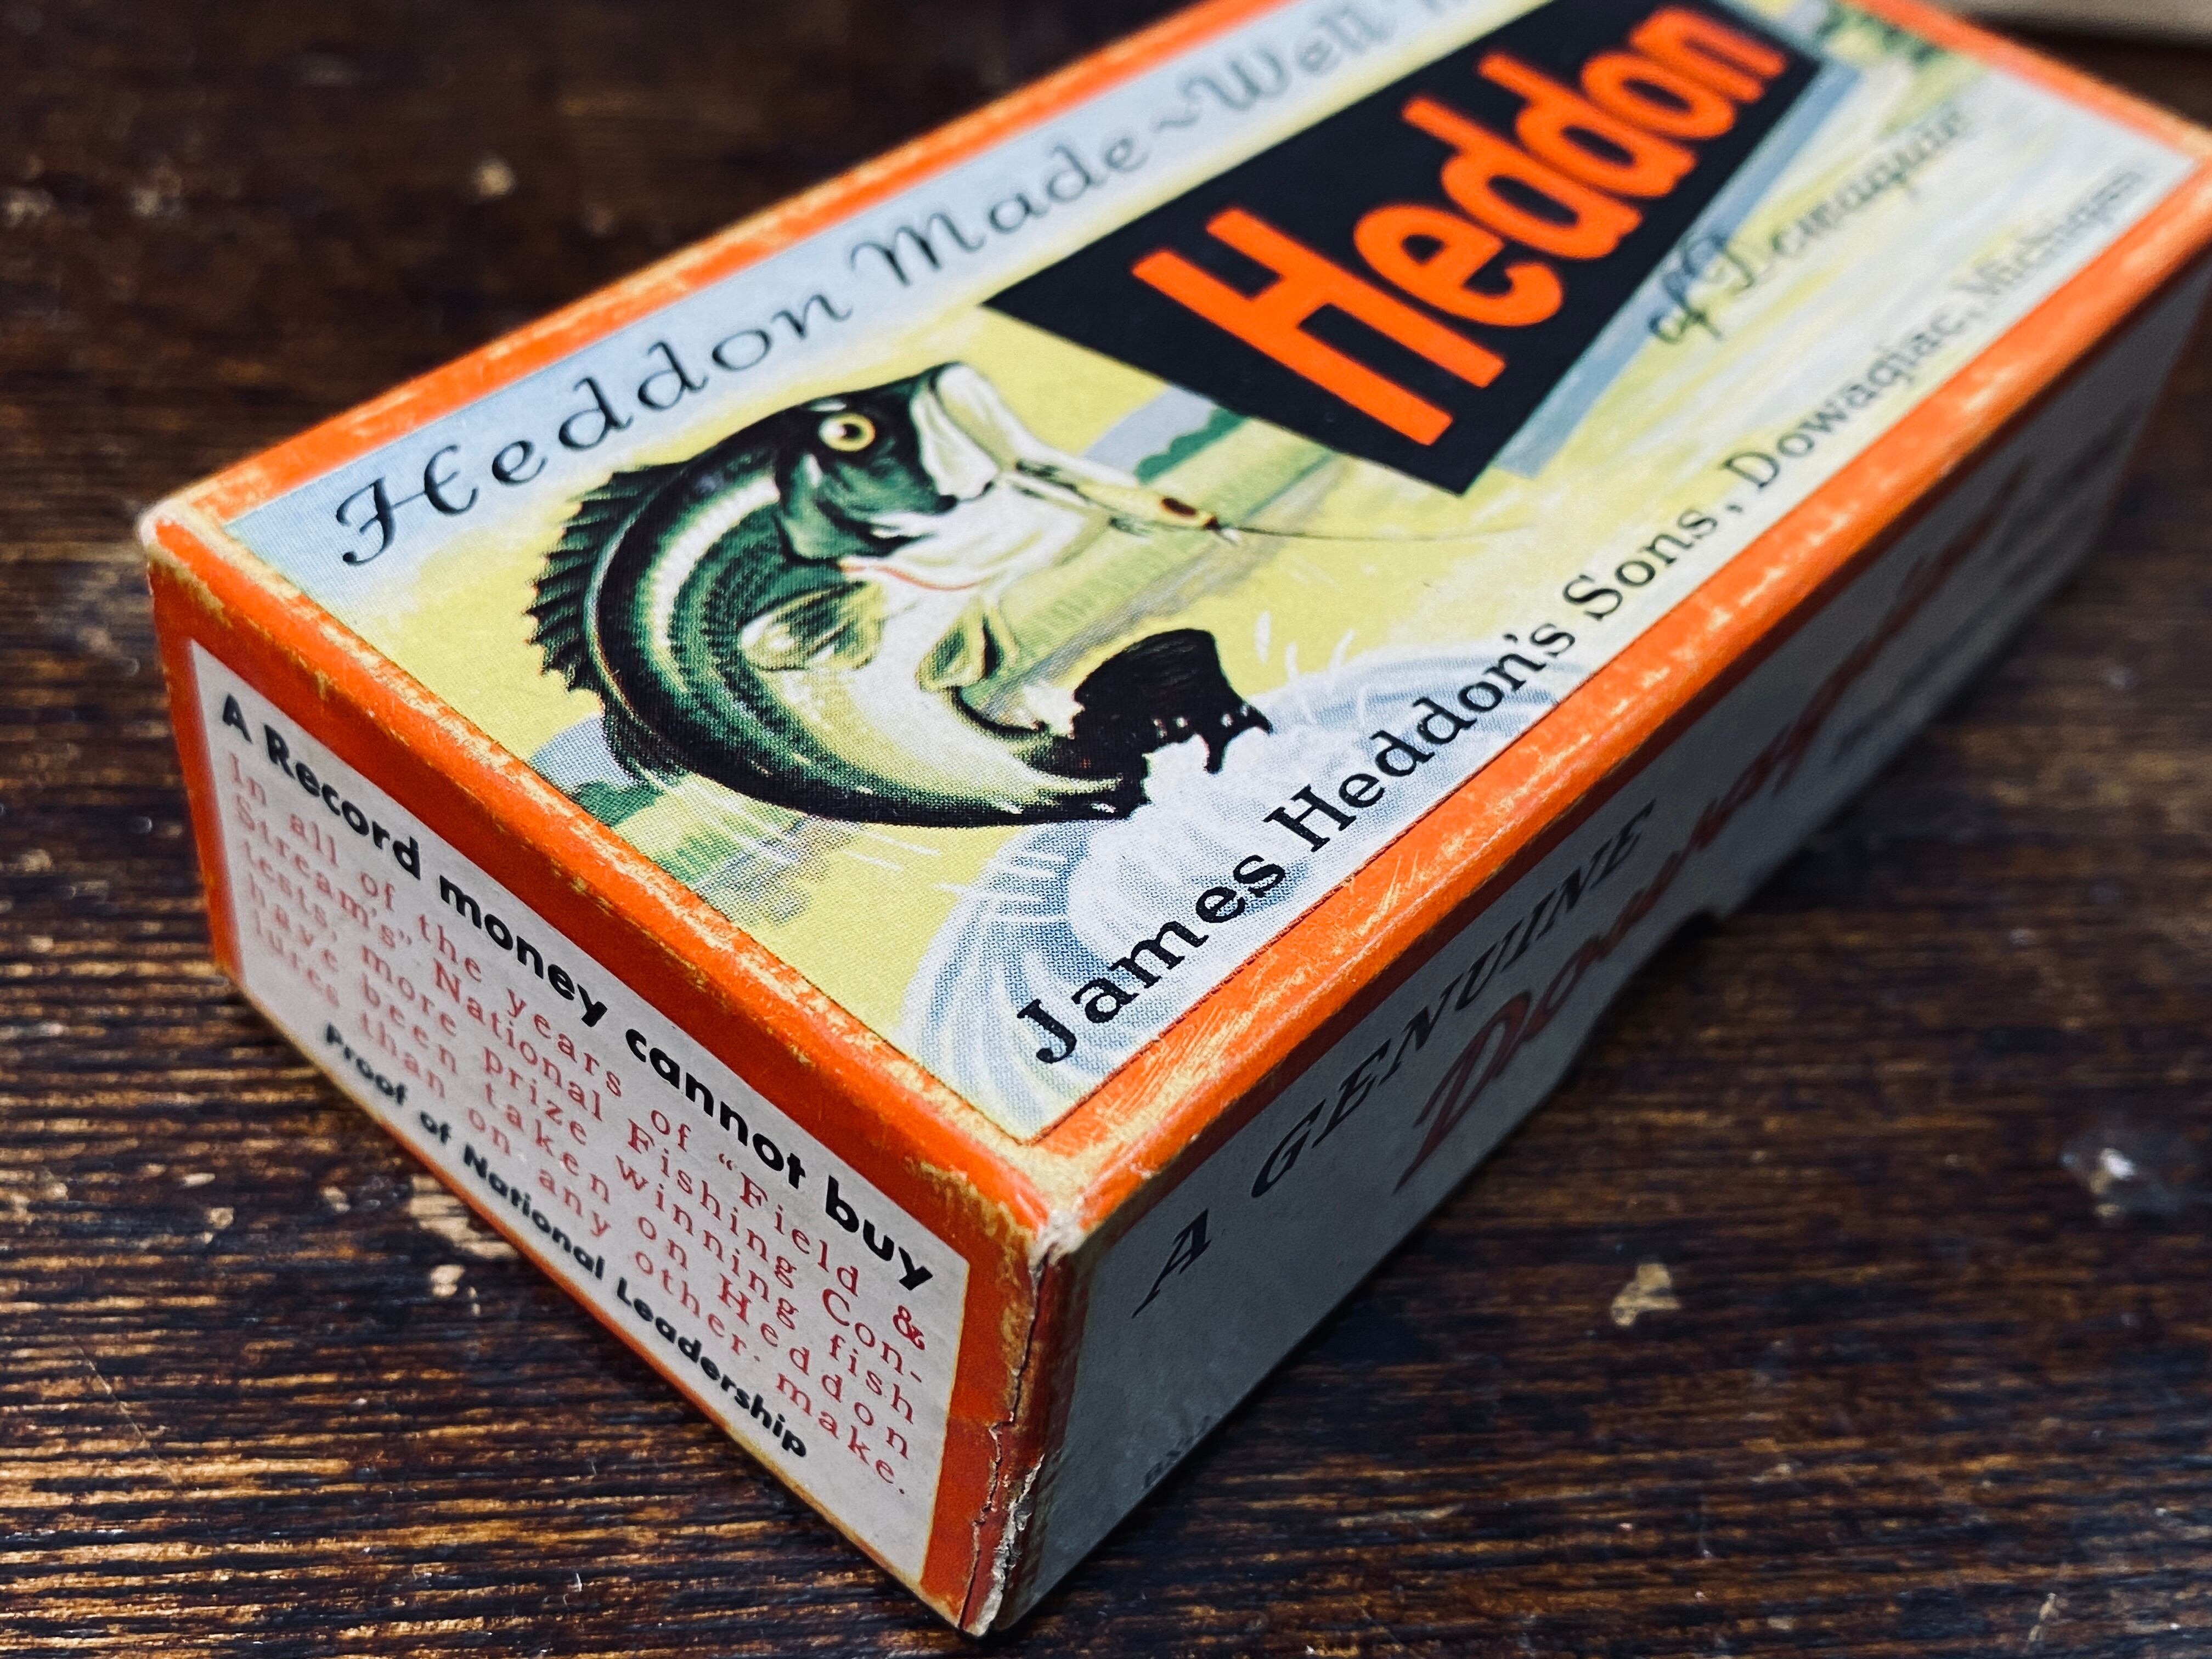 Heddon Made~Well
Heddon
of Dowagiac
James Heddon's Sons, Dowagiac, Michigan
A Record money cannot buy
In all of the years of "Field &
Stream's" National Fishing Con-
tests, more prize winning fish
have been taken on Heddon
lures than on any other make.
Proof of National Leadership
A GENUINE
Dowagiac